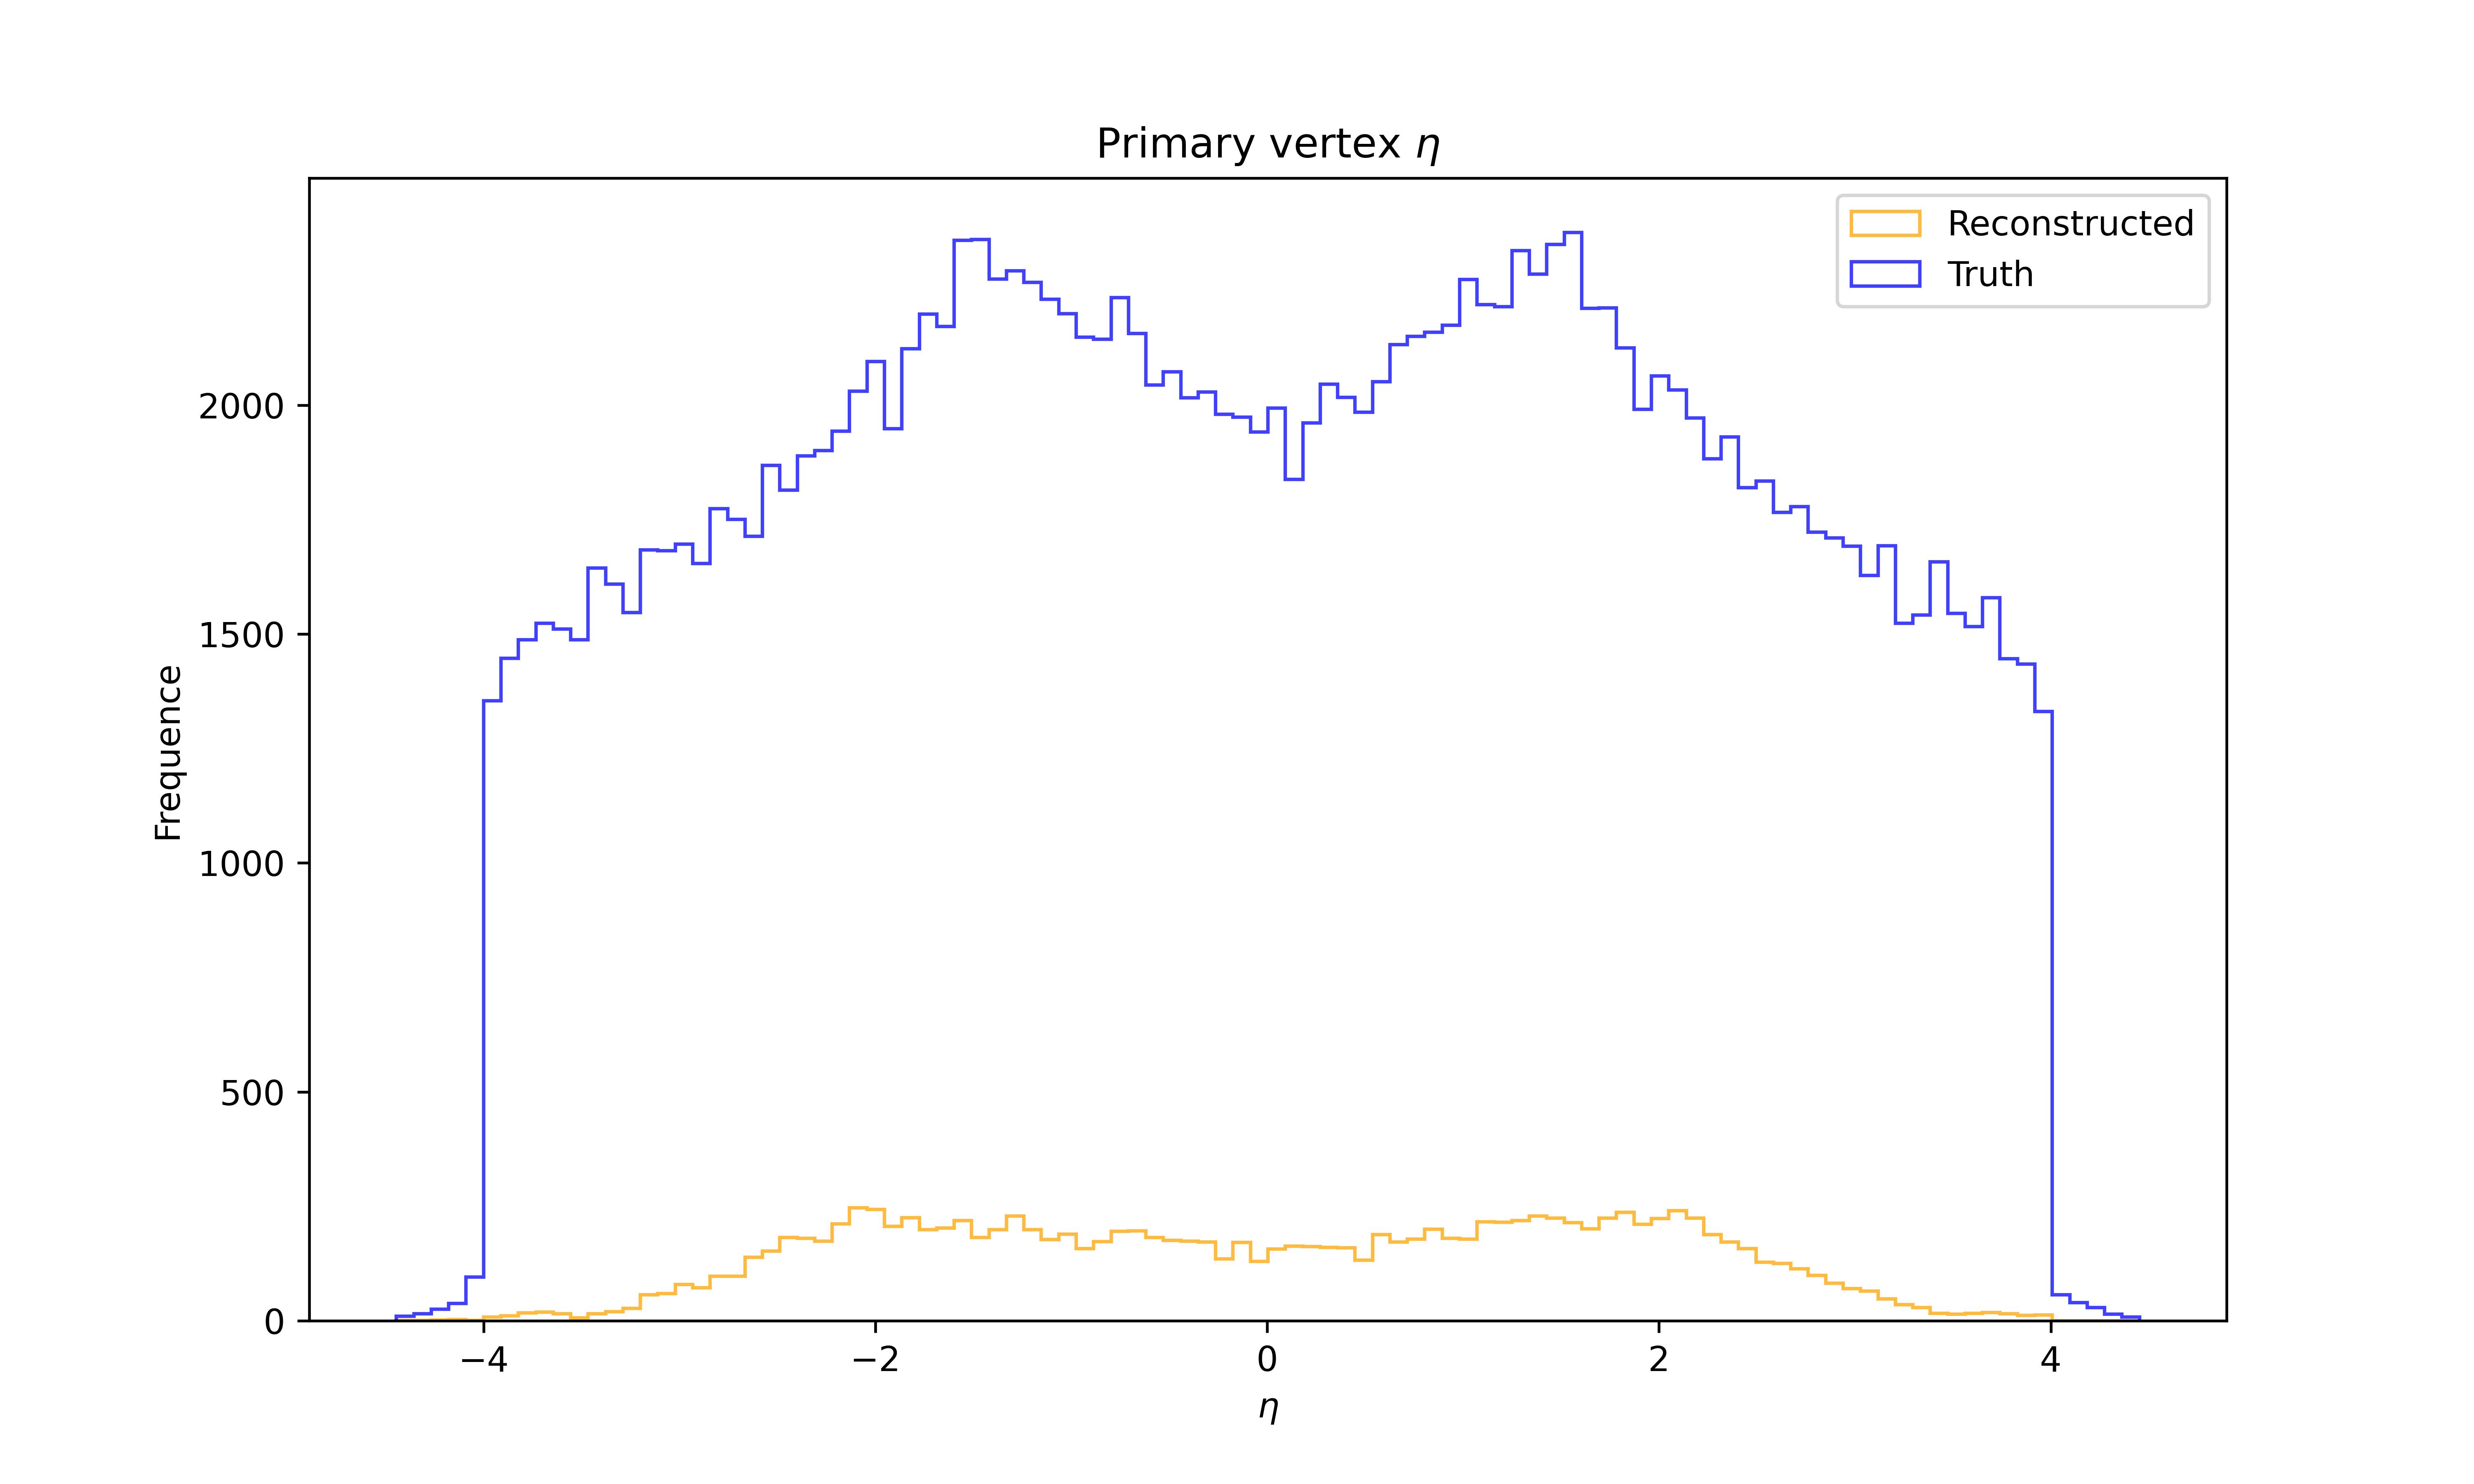 Primary vertex η
Reconstructed
Truth
Frequence
2000
1500
1000
500
0
−4
−2
0
2
4
η